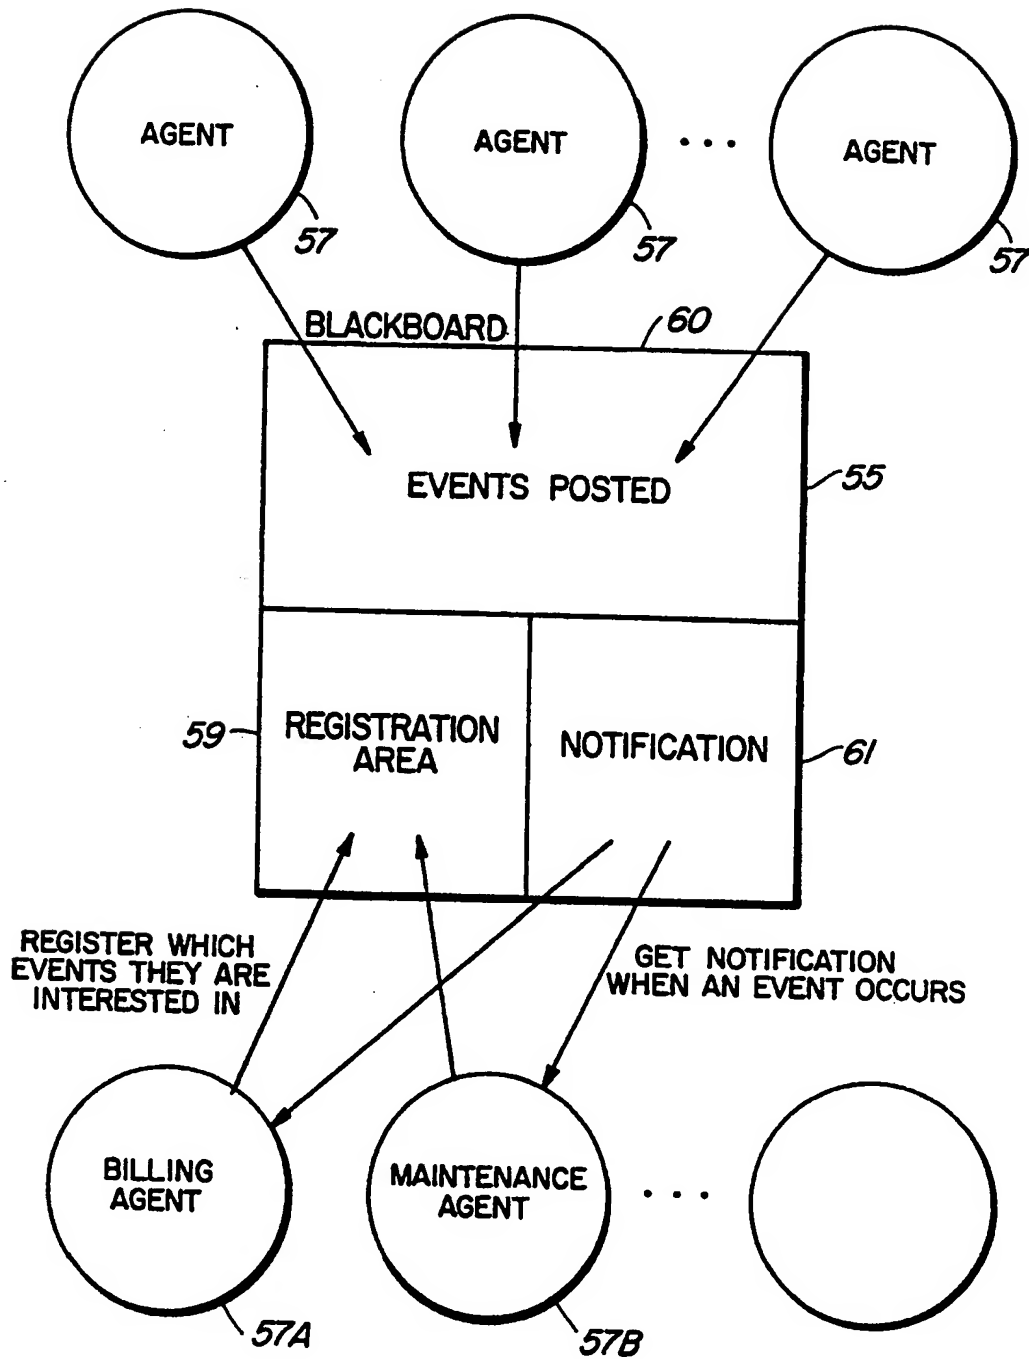 AGENT
AGENT
. . .
AGENT
57
57
57
BLACKBOARD
60
EVENTS POSTED
55
59
REGISTRATION
AREA
NOTIFICATION
61
REGISTER WHICH
EVENTS THEY ARE
INTERESTED IN
GET NOTIFICATION
WHEN AN EVENT OCCURS
BILLING
AGENT
MAINTENANCE
AGENT
. . .
57A
57B